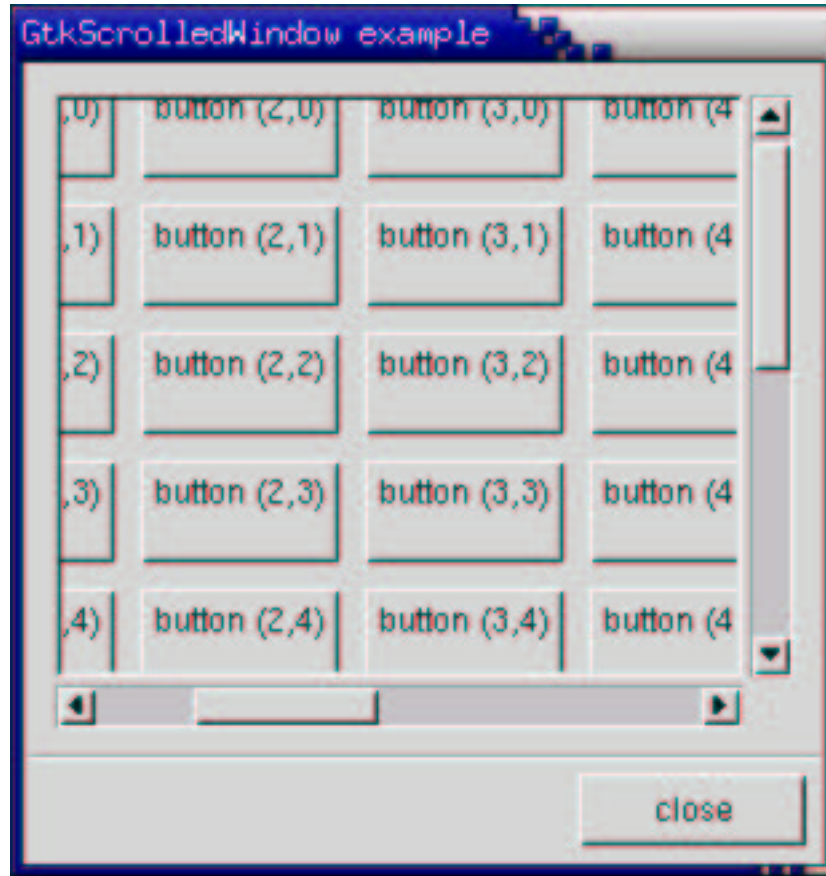 GtkScrolledWindow example
,0) button (2,0) button (3,0) button (4
,1) button (2,1) button (3,1) button (4
,2) button (2,2) button (3,2) button (4
,3) button (2,3) button (3,3) button (4
,4) button (2,4) button (3,4) button (4
close